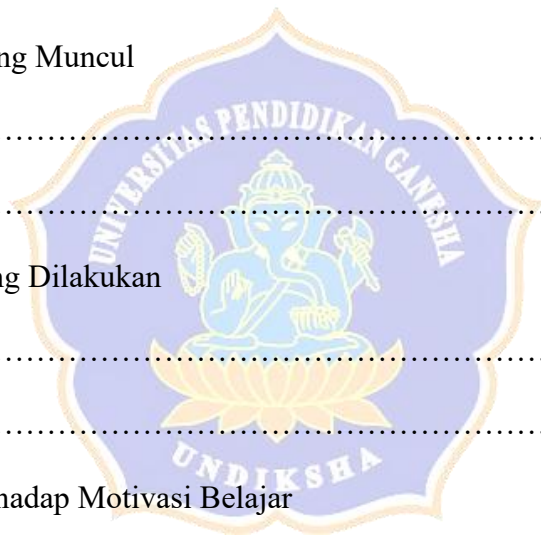 ng Muncul
UNIVERSITAS PENDIDIKAN GANESHA
……………………………………………
……………………………………………
ng Dilakukan
……………………………………………
……………………………………………
UNDIKSHA
hadap Motivasi Belajar